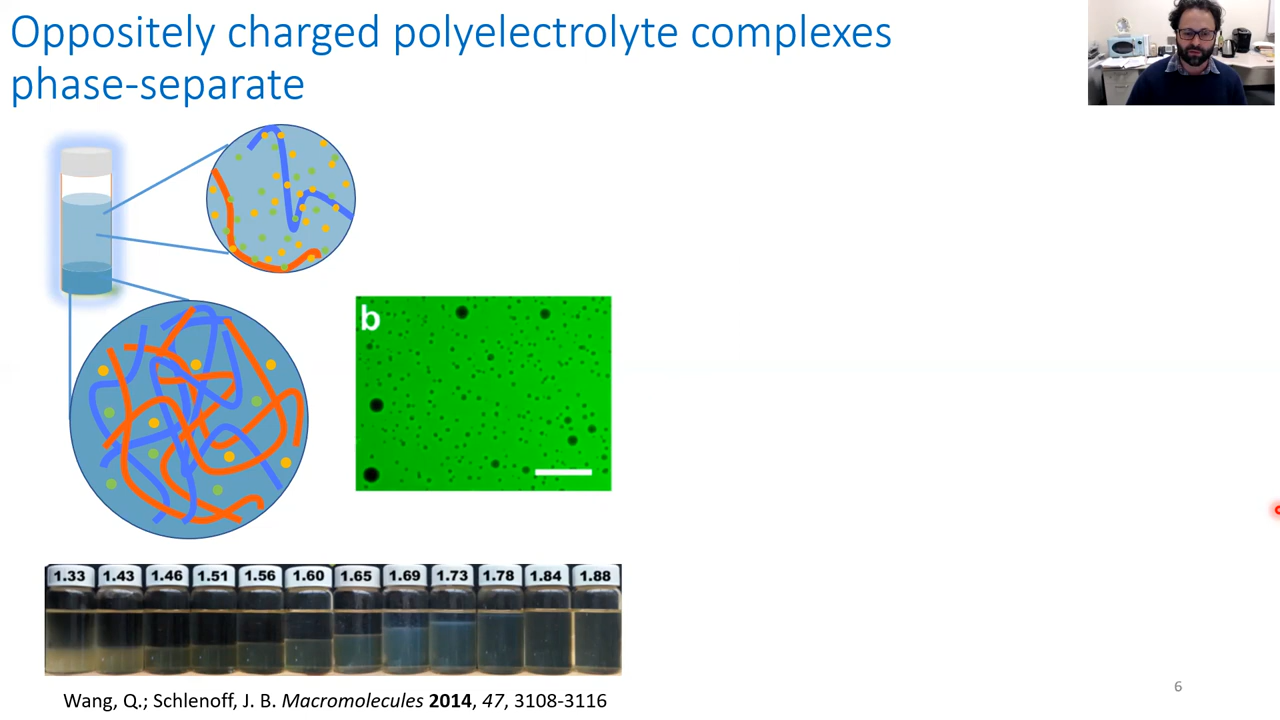 Oppositely charged polyelectrolyte complexes
phase-separate
b
1.33 1.43 1.46 1.51 1.56 1.60 1.65 1.69 1.73 1.78 1.84 1.88
Wang, Q.; Schlenoff, J. B. Macromolecules 2014, 47, 3108-3116
6